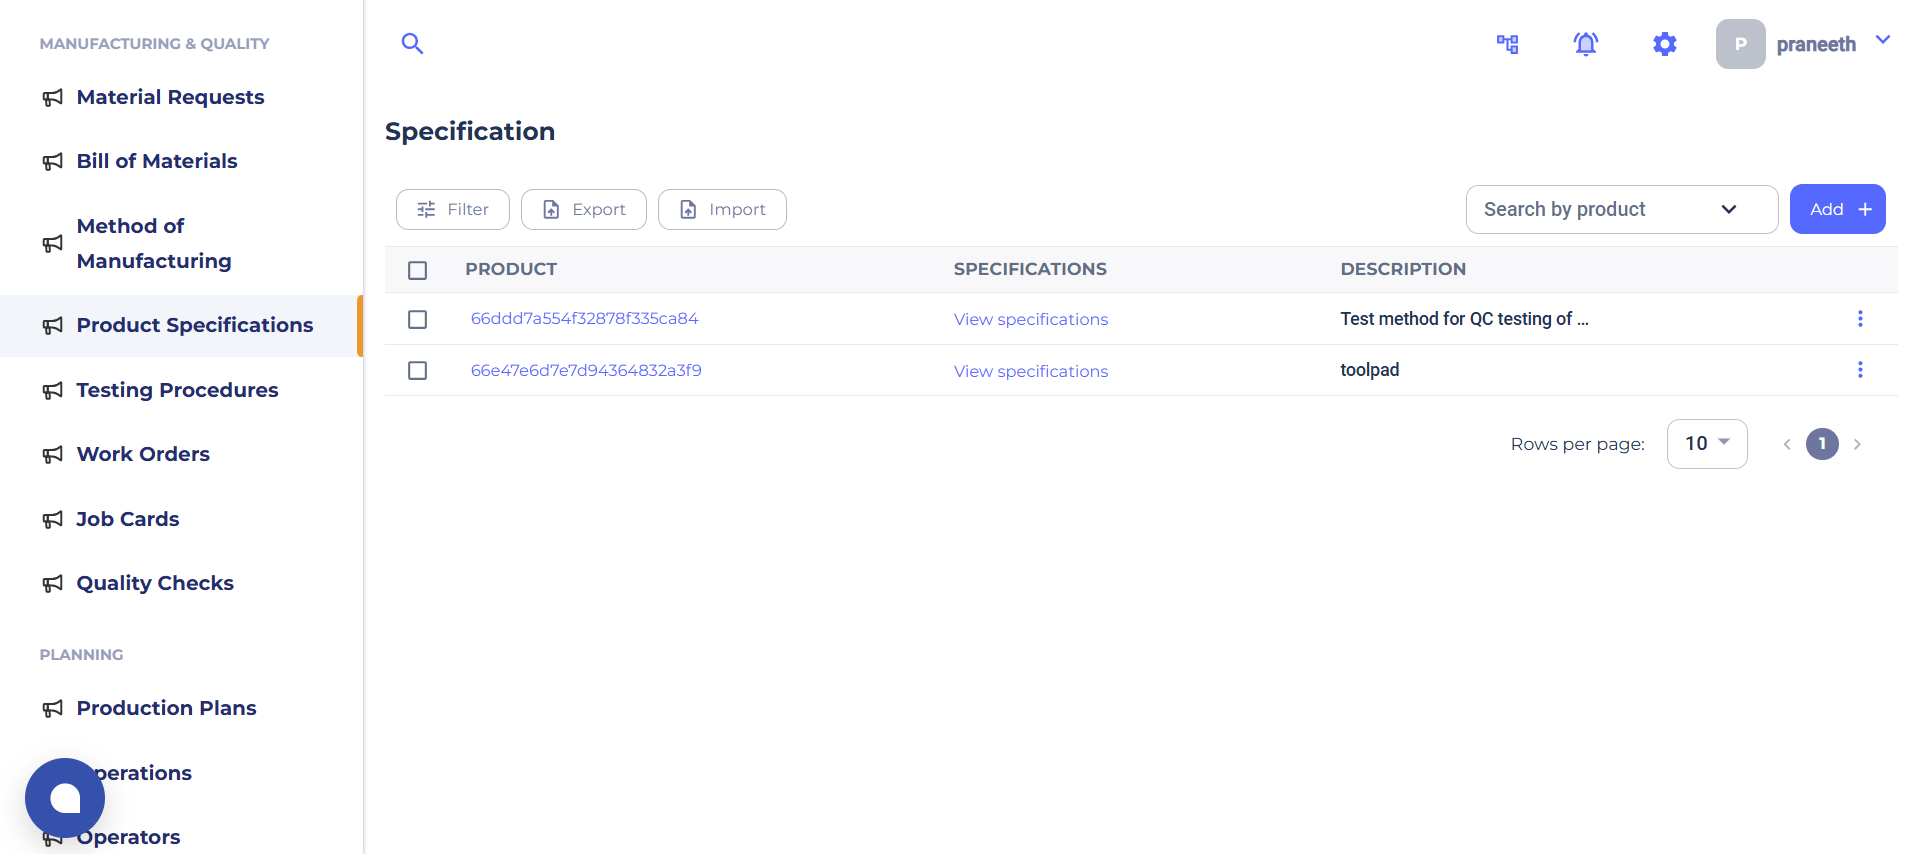 MANUFACTURING & QUALITY
Material Requests
Bill of Materials
Method of
Manufacturing
Product Specifications
Testing Procedures
Work Orders
Job Cards
Quality Checks
PLANNING
Production Plans
perations
Operators
P praneeth
Specification
Filter Export Import Search by product Add +
PRODUCT SPECIFICATIONS DESCRIPTION
66ddd7a554f32878f335ca84 View specifications Test method for QC testing of ...
66e47e6d7e7d94364832a3f9 View specifications toolpad
Rows per page: 10 1